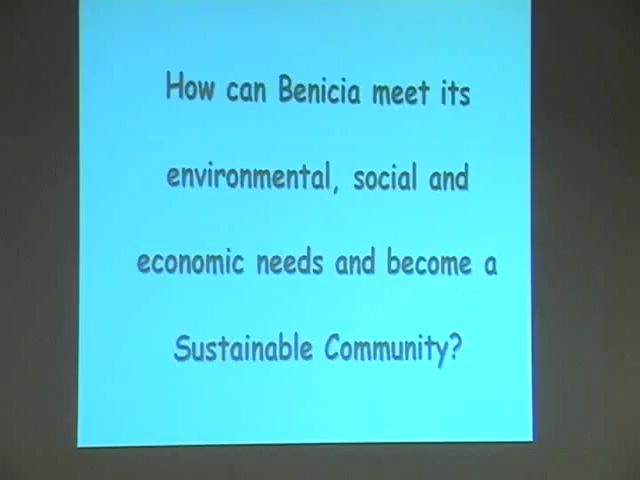 How can Benicia meet its
environmental, social and
economic needs and become a
Sustainable Community?